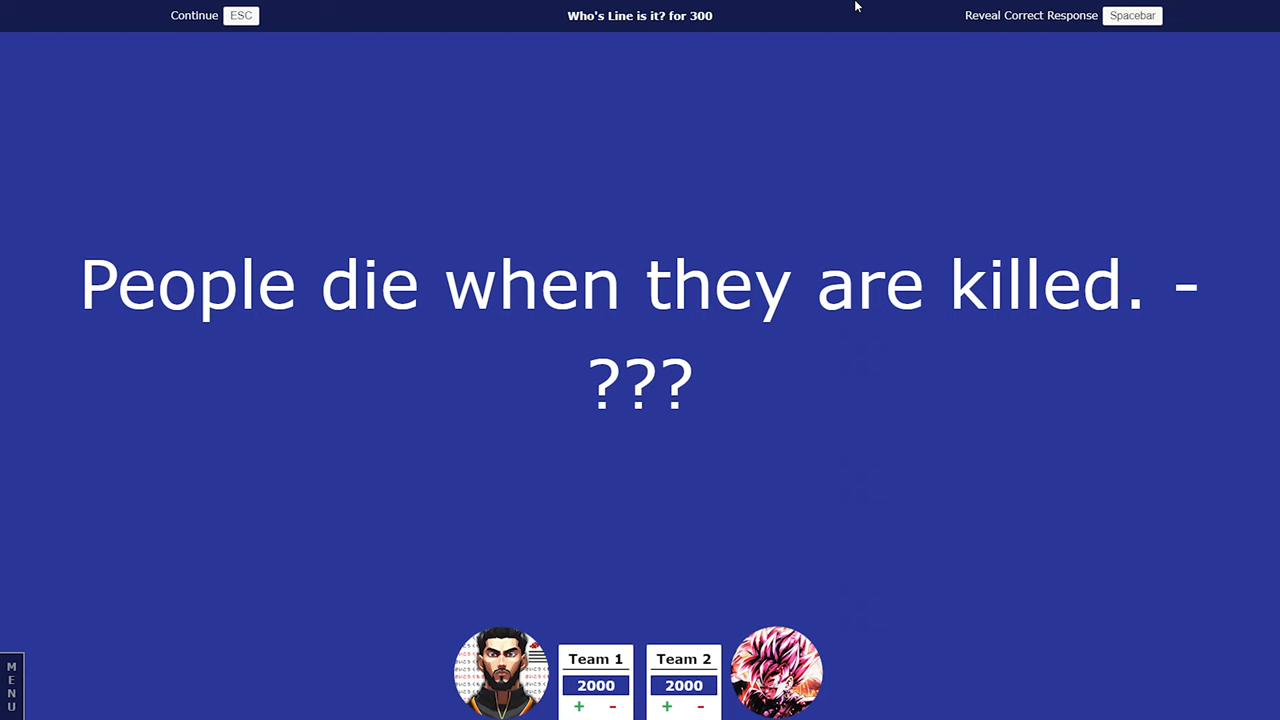 Continue ESC
Who's Line is it? for 300
Reveal Correct Response Spacebar
People die when they are killed. -
???
MENU
Team 1
2000
+ -
Team 2
2000
+ -